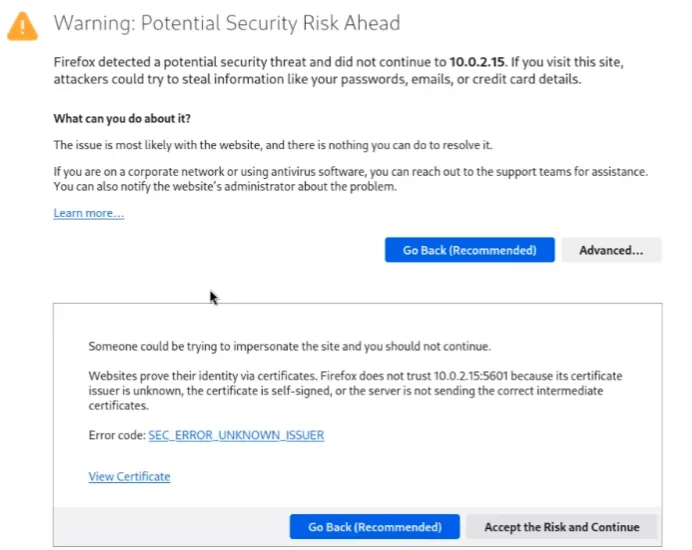 Warning: Potential Security Risk Ahead
Firefox detected a potential security threat and did not continue to 10.0.2.15. If you visit this site,
attackers could try to steal information like your passwords, emails, or credit card details.
What can you do about it?
The issue is most likely with the website, and there is nothing you can do to resolve it.
If you are on a corporate network or using antivirus software, you can reach out to the support teams for assistance.
You can also notify the website's administrator about the problem.
Learn more...
Go Back (Recommended) Advanced...
Someone could be trying to impersonate the site and you should not continue.
Websites prove their identity via certificates. Firefox does not trust 10.0.2.15:5601 because its certificate
issuer is unknown, the certificate is self-signed, or the server is not sending the correct intermediate
certificates.
Error code: SEC_ERROR_UNKNOWN_ISSUER
View Certificate
Go Back (Recommended) Accept the Risk and Continue